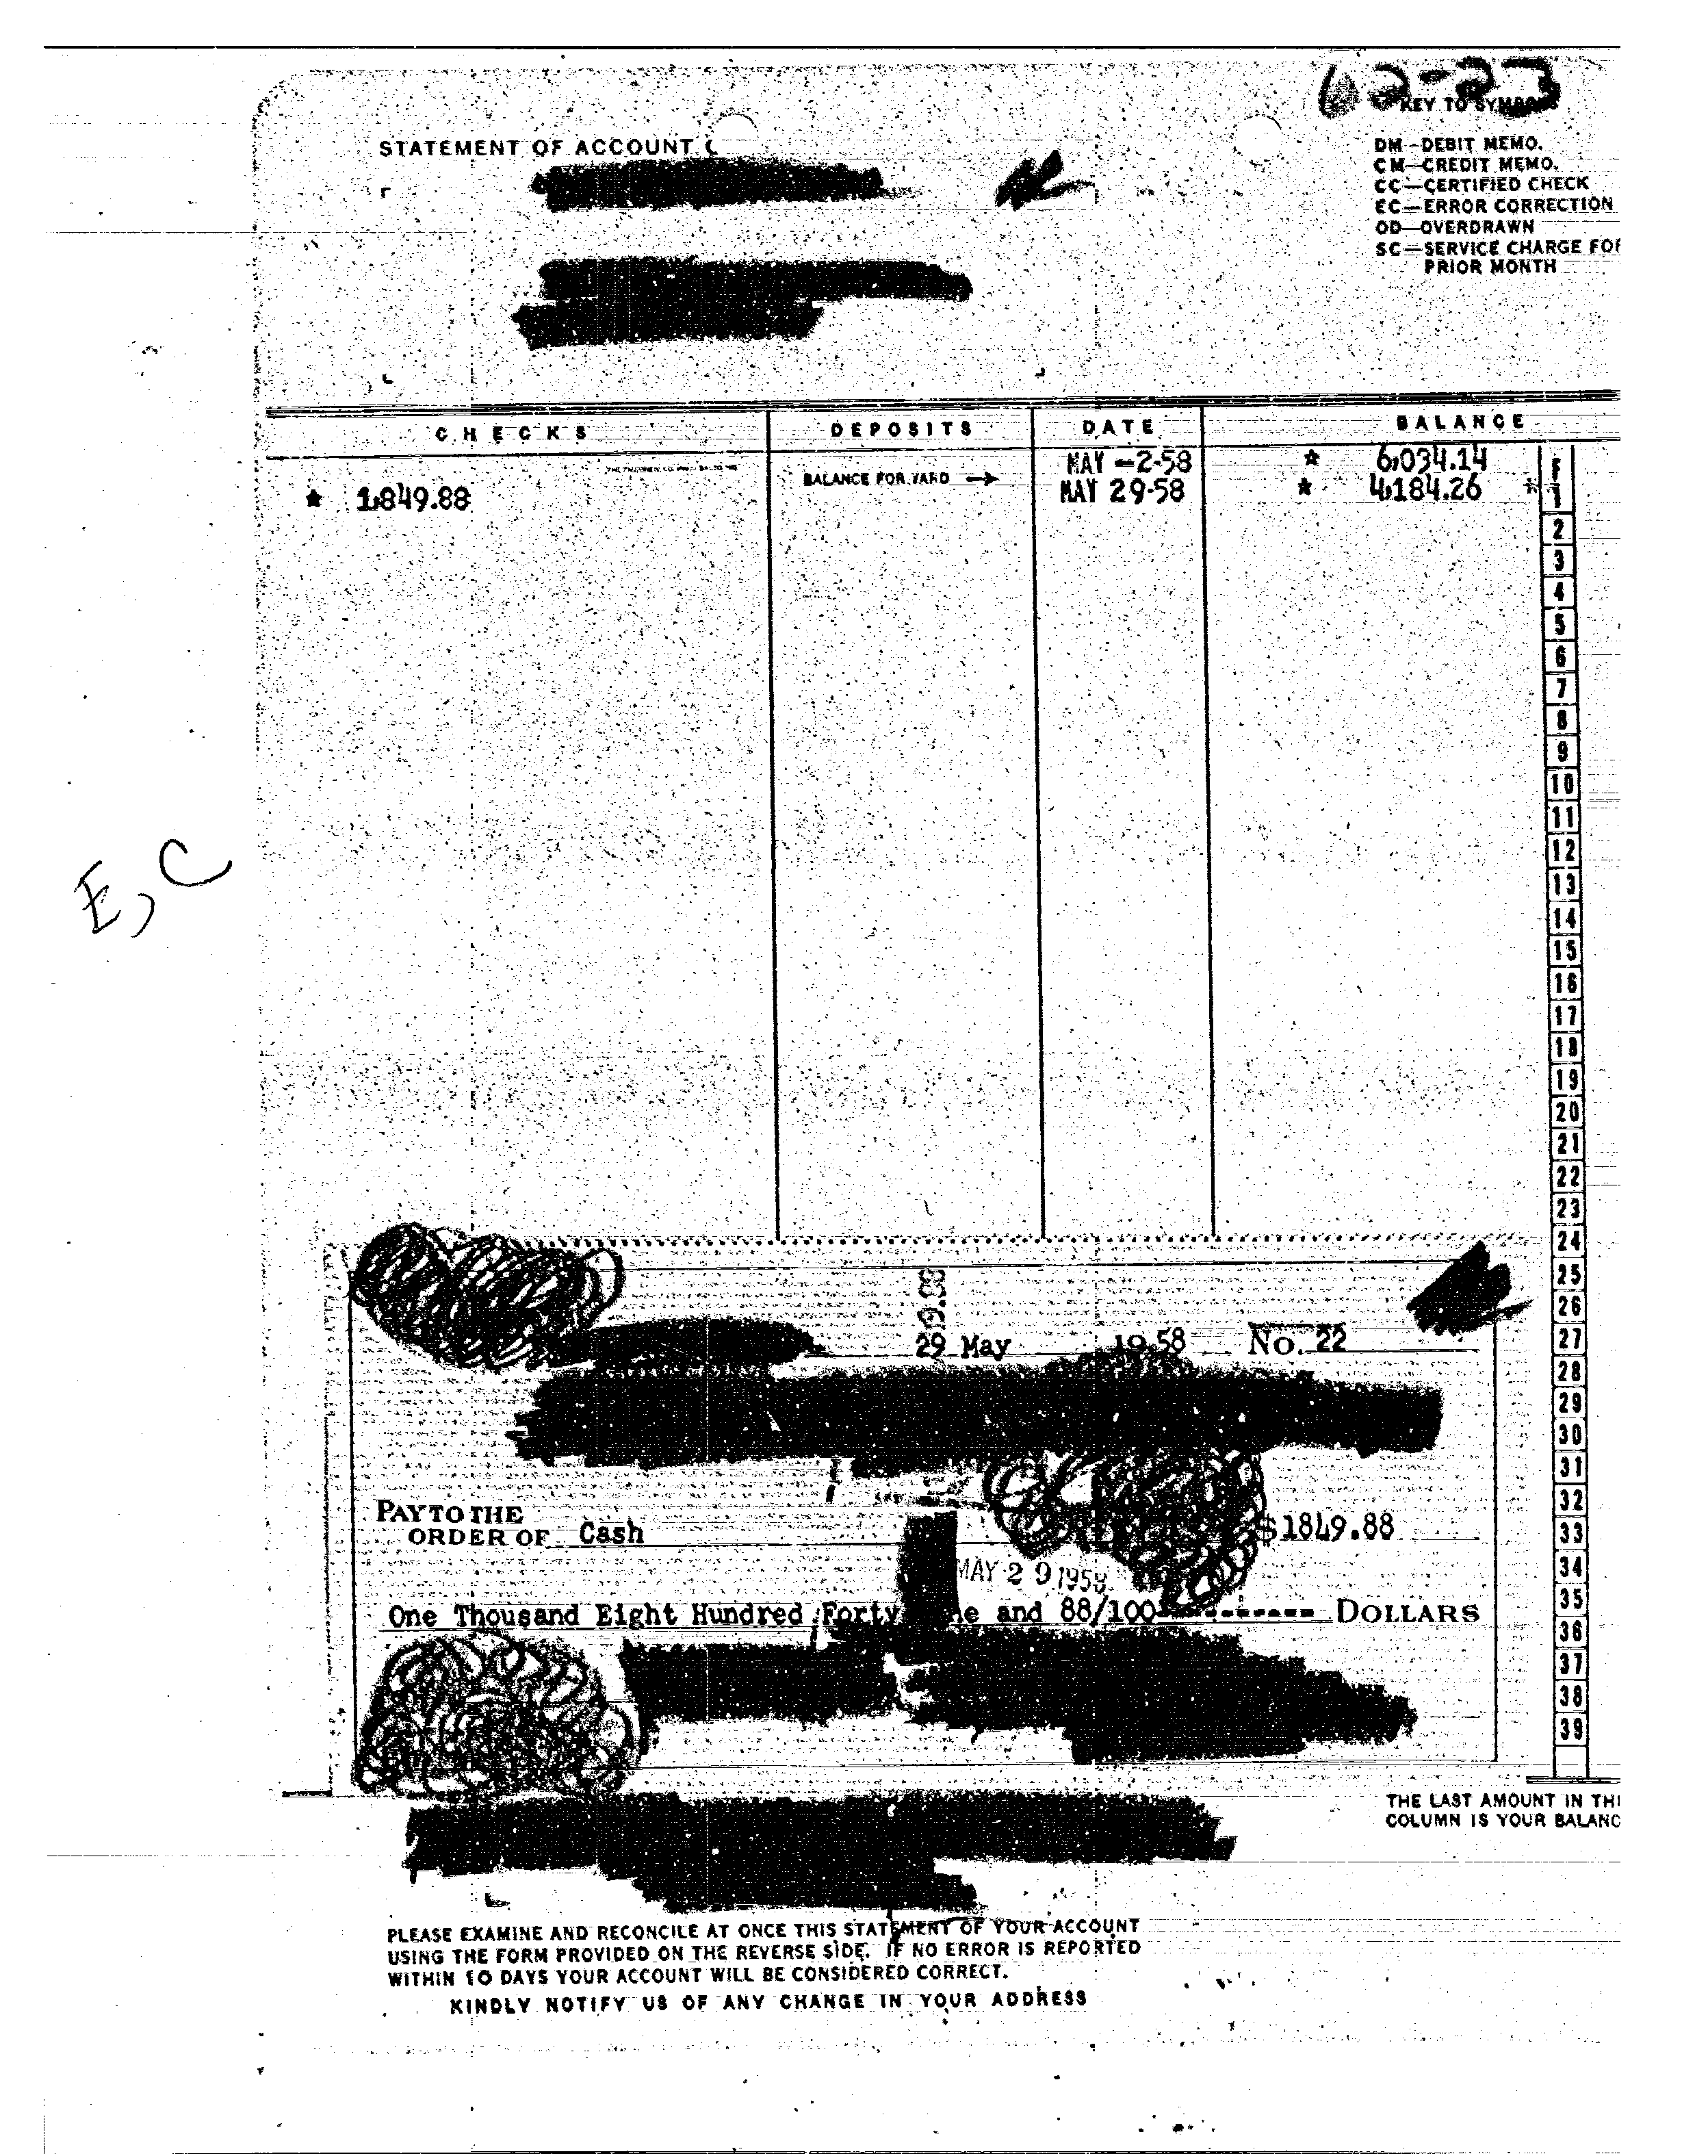 62-23
KEY TO SYMBOLS
STATEMENT OF ACCOUNT
DM-DEBIT MEMO.
CM-CREDIT MEMO.
CC-CERTIFIED CHECK
EC-ERROR CORRECTION
OD-OVERDRAWN
SC-SERVICE CHARGE FOR
PRIOR MONTH
CHECKS DEPOSITS DATE BALANCE
BALANCE FORWARD → MAY -2-58 * 6,034.14
* 1,849.88 MAY 29-58 * 4,184.26
1
2
3
4
5
6
7
8
9
10
11
12
13
14
15
16
17
18
19
20
21
22
23
24
25
26
27
28
29
30
31
32
33
34
35
36
37
38
39
E, C
29 May 19 58 No. 22
PAY TO THE
ORDER OF Cash $1849.88
MAY 29 1958
One Thousand Eight Hundred Forty and 88/100---------- DOLLARS
THE LAST AMOUNT IN THI
COLUMN IS YOUR BALANC
PLEASE EXAMINE AND RECONCILE AT ONCE THIS STATEMENT OF YOUR ACCOUNT
USING THE FORM PROVIDED ON THE REVERSE SIDE. IF NO ERROR IS REPORTED
WITHIN 10 DAYS YOUR ACCOUNT WILL BE CONSIDERED CORRECT.
KINDLY NOTIFY US OF ANY CHANGE IN YOUR ADDRESS